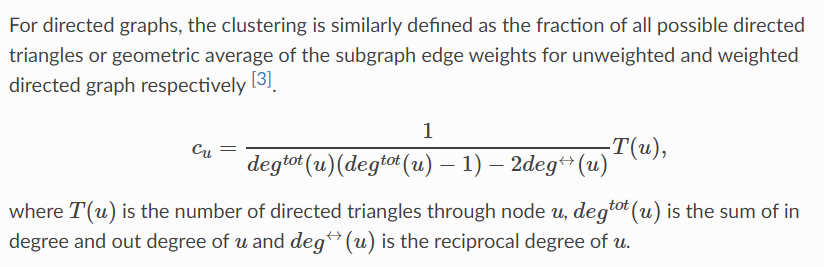 For directed graphs, the clustering is similarly defined as the fraction of all possible directed
triangles or geometric average of the subgraph edge weights for unweighted and weighted
directed graph respectively [3].
c_u = \frac{1}{deg^{tot}(u)(deg^{tot}(u) − 1) − 2deg^{↔}(u)} T(u),
where T(u) is the number of directed triangles through node u, deg^{tot}(u) is the sum of in
degree and out degree of u and deg^{↔}(u) is the reciprocal degree of u.